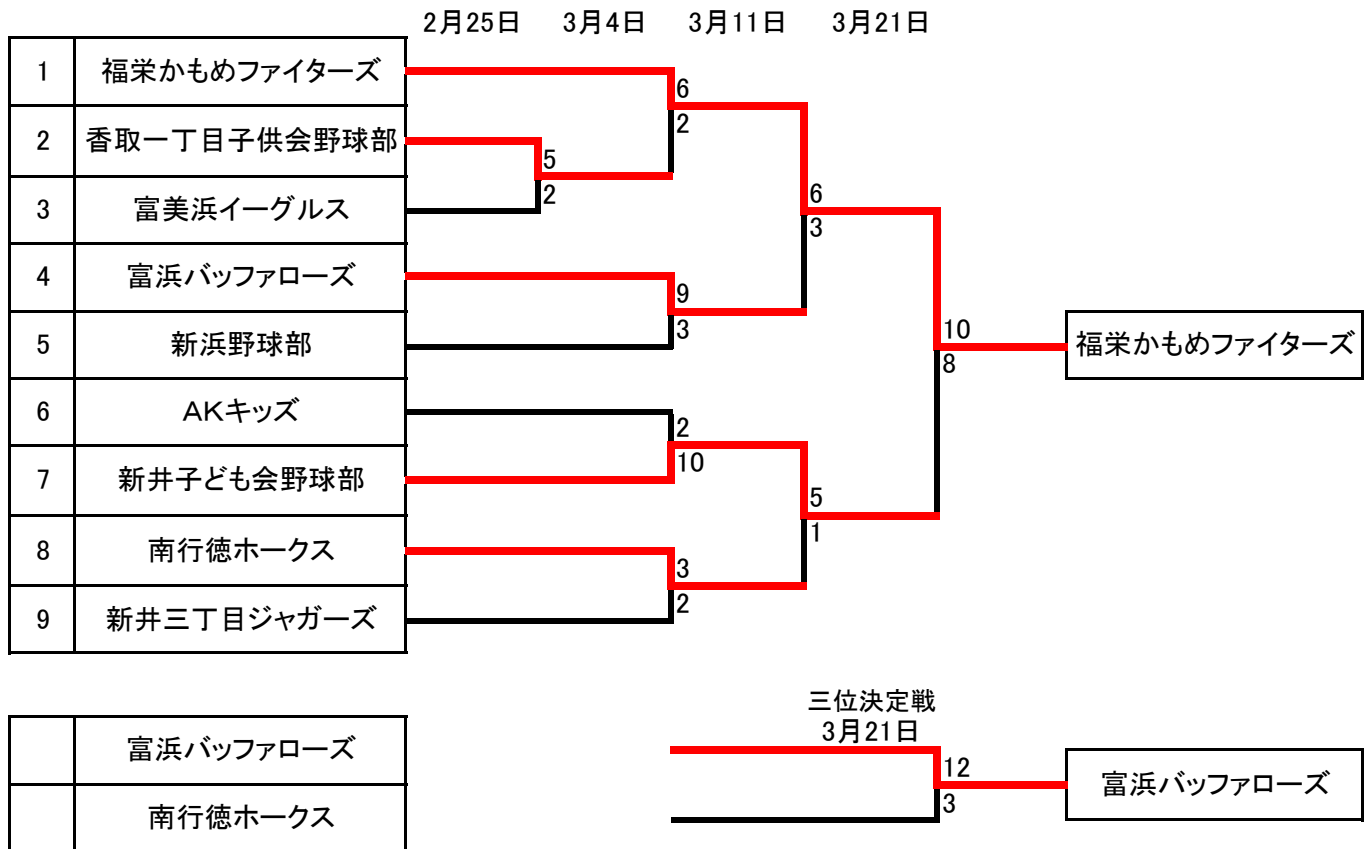 2月25日 3月4日 3月11日 3月21日
1 福栄かもめファイターズ
6
2 香取一丁目子供会野球部
2
5
3 富美浜イーグルス
2
6
3
4 富浜バッファローズ
9
3
5 新浜野球部
10
福栄かもめファイターズ
8
6 AKキッズ
2
10
7 新井子ども会野球部
5
1
8 南行徳ホークス
3
2
9 新井三丁目ジャガーズ
三位決定戦
3月21日
富浜バッファローズ
12
富浜バッファローズ
3
南行徳ホークス